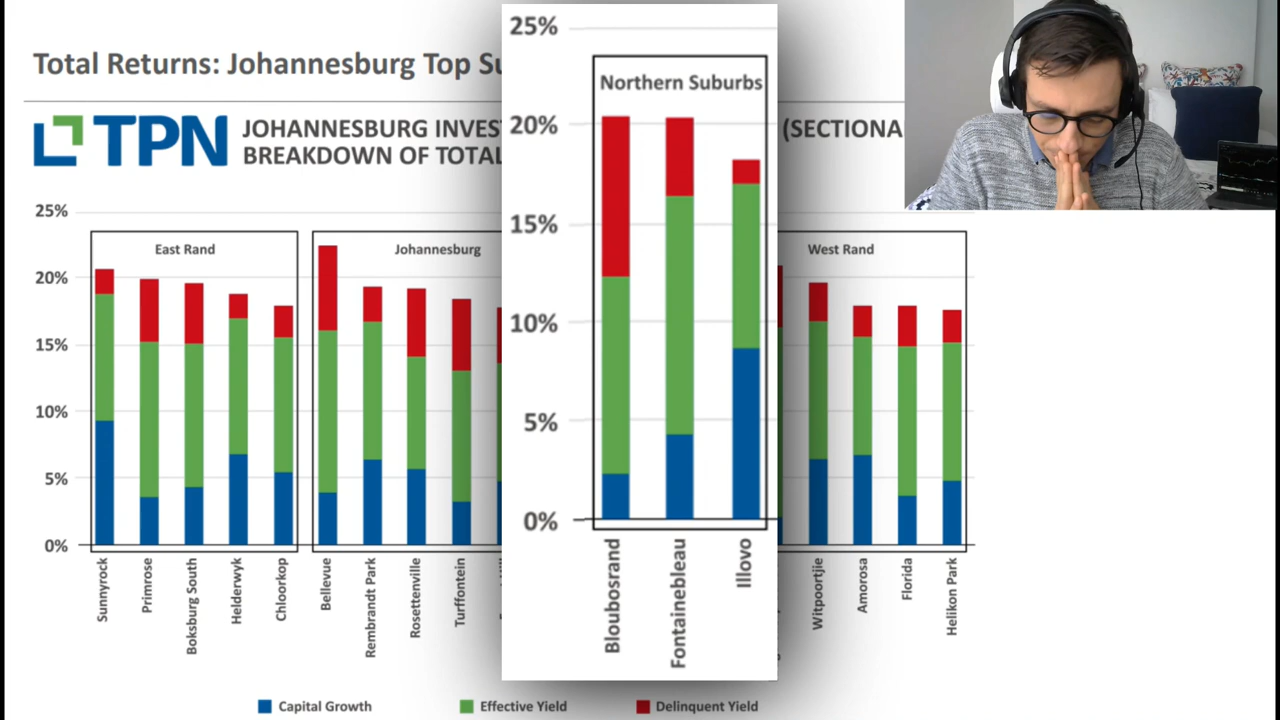 Total Returns: Johannesburg Top Su
TPN
JOHANNESBURG INVES
(SECTIONA
BREAKDOWN OF TOTAL
25%
20%
15%
10%
5%
0%
East Rand
Sunnyrock
Primrose
Boksburg South
Helderwyk
Chloorkop
Johannesburg
Bellevue
Rembrandt Park
Rosettenville
Turffontein
25%
20%
15%
10%
5%
0%
Northern Suburbs
Bloubosrand
Fontainebleau
Illovo
West Rand
Witpoortjie
Amorosa
Florida
Helikon Park
Capital Growth
Effective Yield
Delinquent Yield